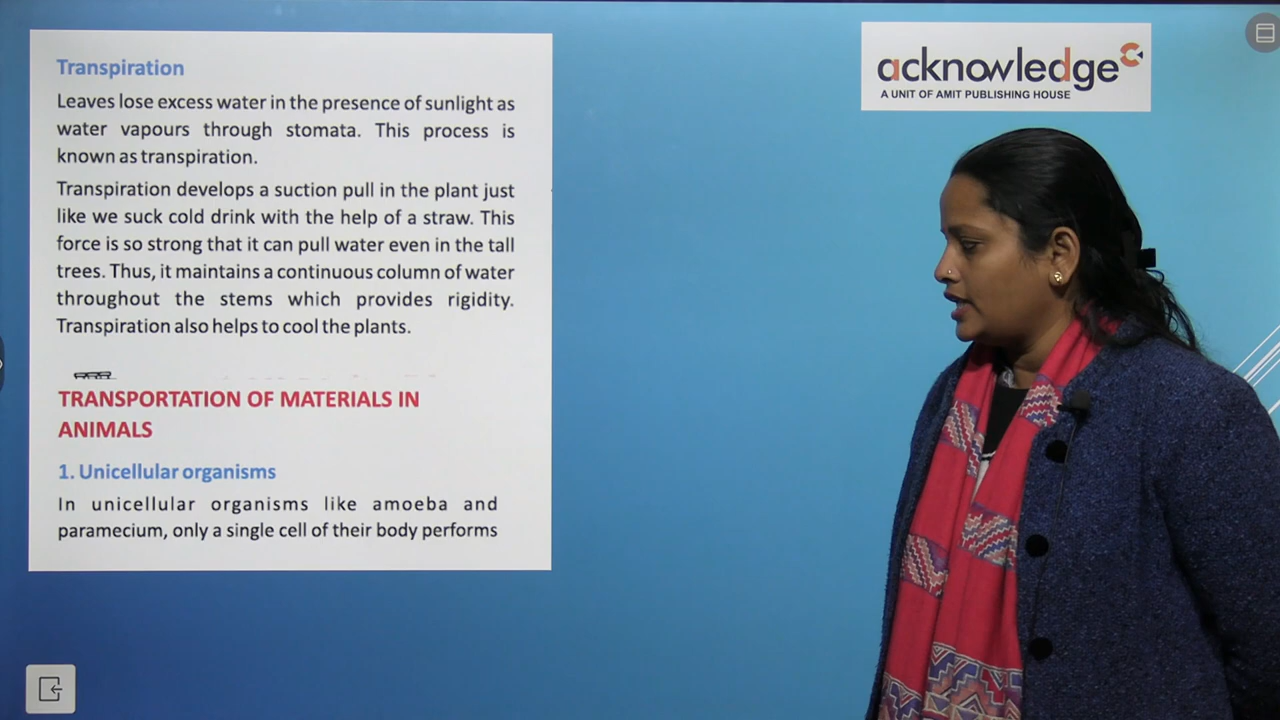 Transpiration
Leaves lose excess water in the presence of sunlight as
water vapours through stomata. This process is
known as transpiration.
Transpiration develops a suction pull in the plant just
like we suck cold drink with the help of a straw. This
force is so strong that it can pull water even in the tall
trees. Thus, it maintains a continuous column of water
throughout the stems which provides rigidity.
Transpiration also helps to cool the plants.
TRANSPORTATION OF MATERIALS IN
ANIMALS
1. Unicellular organisms
In unicellular organisms like amoeba and
paramecium, only a single cell of their body performs
acknowledge
A UNIT OF AMIT PUBLISHING HOUSE